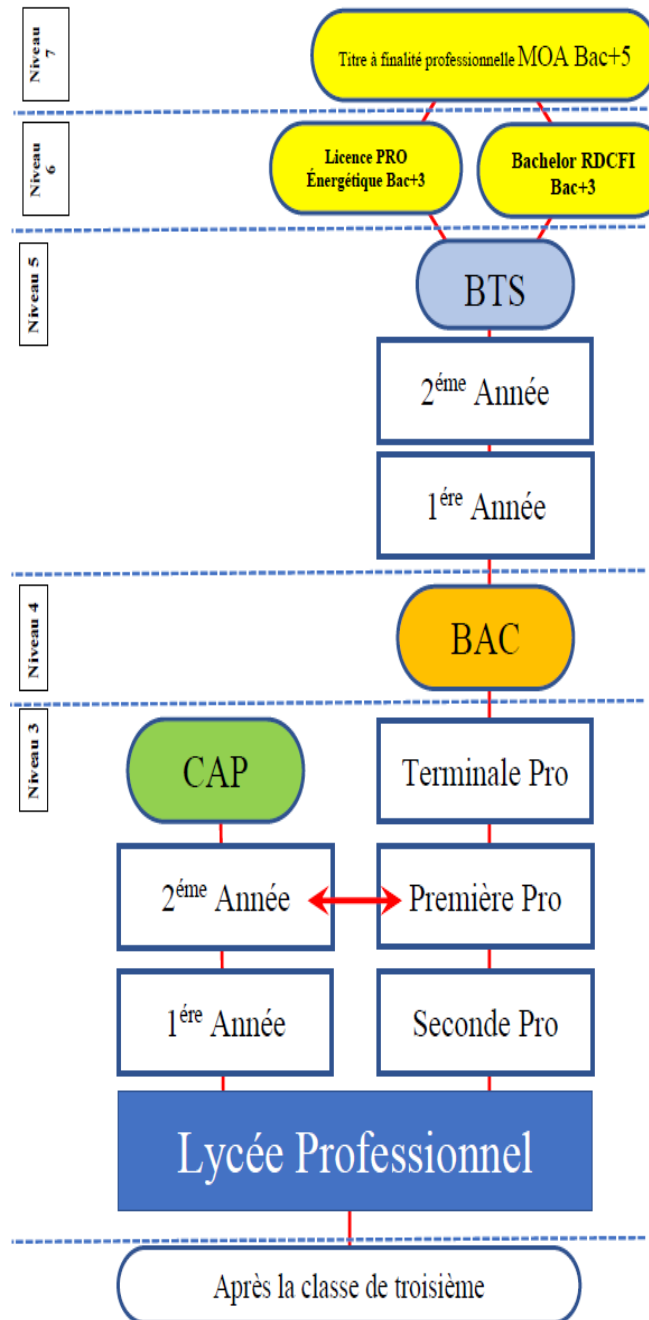 Niveau
7
Titre à finalité professionnelle MOA Bac+5
Niveau
6
Licence PRO
Énergétique Bac+3
Bachelor RDCFI
Bac+3
Niveau 5
BTS
2éme Année
1ére Année
Niveau 4
BAC
Niveau 3
CAP
Terminale Pro
2éme Année
Première Pro
1ére Année
Seconde Pro
Lycée Professionnel
Après la classe de troisième